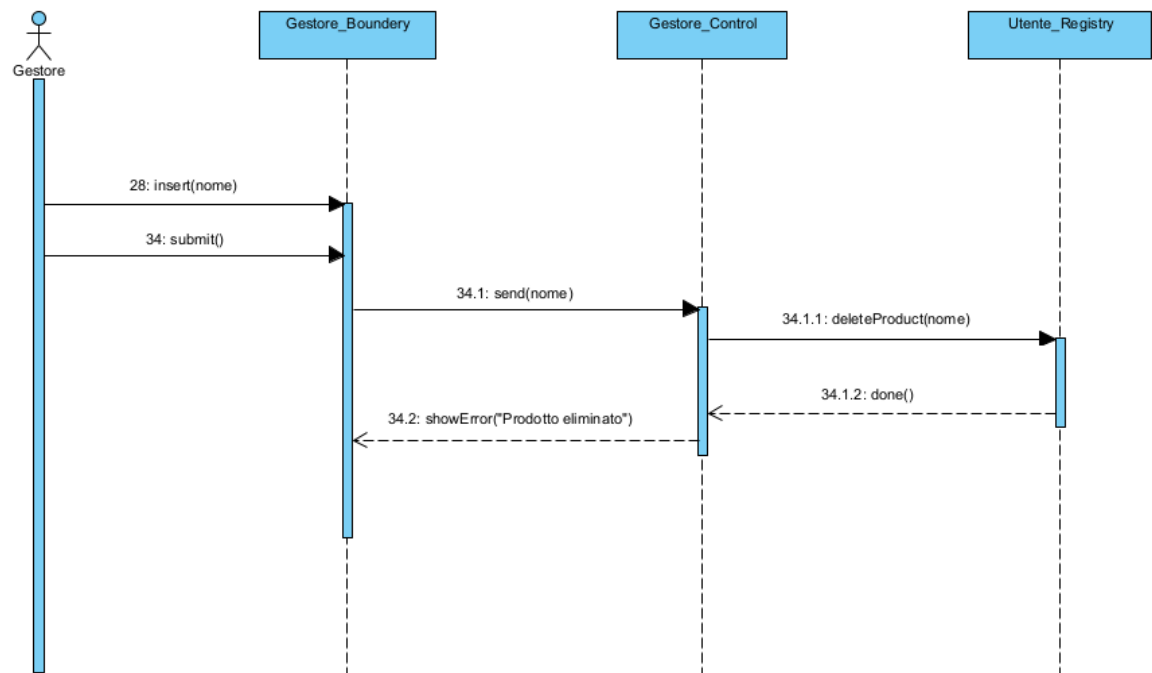 Gestore_Boundery
Gestore_Control
Utente_Registry
Gestore
28: insert(nome)
34: submit()
34.1: send(nome)
34.1.1: deleteProduct(nome)
34.1.2: done()
34.2: showError("Prodotto eliminato")